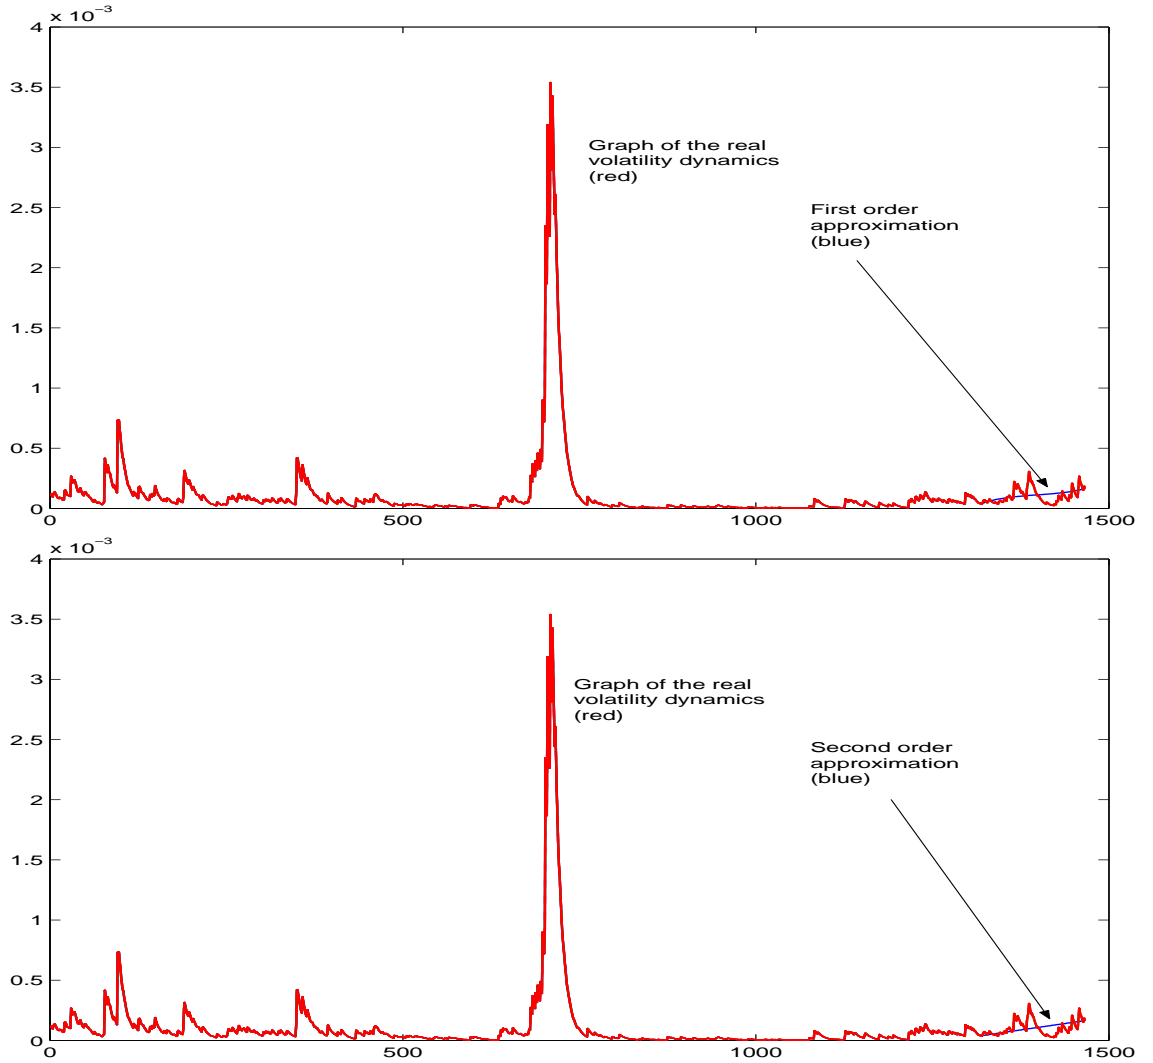 x 10⁻³
4
3.5
3
2.5
2
1.5
1
0.5
0
Graph of the real
volatility dynamics
(red)
First order
approximation
(blue)
0 500 1000 1500
x 10⁻³
4
3.5
3
2.5
2
1.5
1
0.5
0
Graph of the real
volatility dynamics
(red)
Second order
approximation
(blue)
0 500 1000 1500